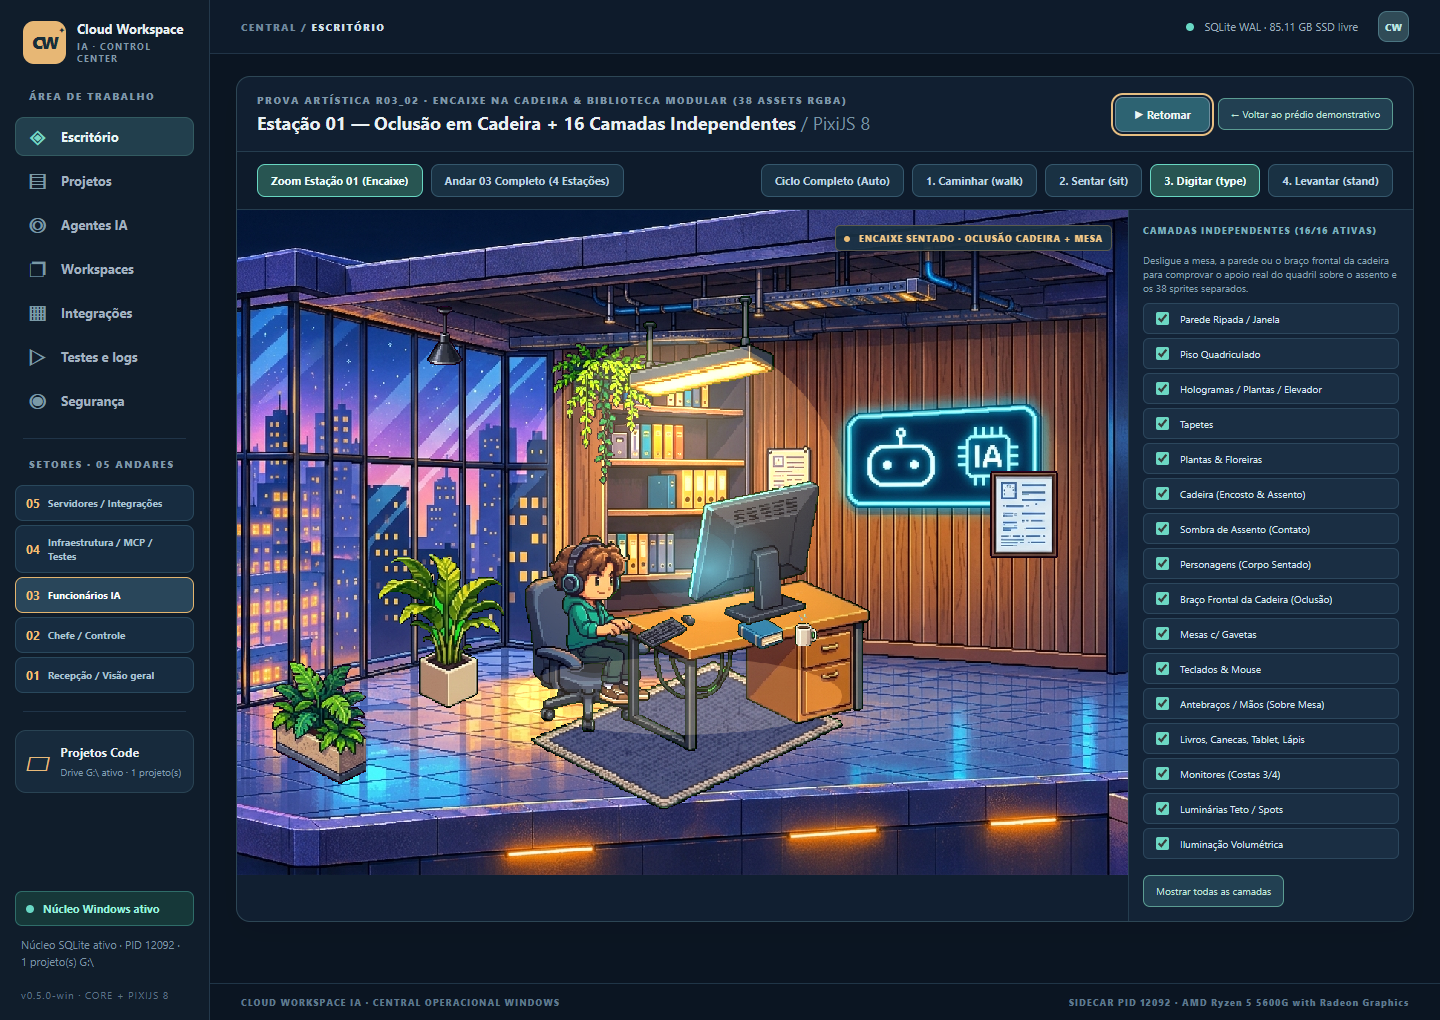 CW
Cloud Workspace
IA · CONTROL
CENTER
ÁREA DE TRABALHO
Escritório
Projetos
Agentes IA
Workspaces
Integrações
Testes e logs
Segurança
SETORES · 05 ANDARES
05 Servidores / Integrações
04 Infraestrutura / MCP /
Testes
03 Funcionários IA
02 Chefe / Controle
01 Recepção / Visão geral
Projetos Code
Drive G:\ ativo · 1 projeto(s)
Núcleo Windows ativo
Núcleo SQLite ativo · PID 12092 ·
1 projeto(s) G:\
v0.5.0-win · CORE + PIXIJS 8
CENTRAL / ESCRITÓRIO
SQLite WAL · 85.11 GB SSD livre
CW
PROVA ARTÍSTICA R03_02 · ENCAIXE NA CADEIRA & BIBLIOTECA MODULAR (38 ASSETS RGBA)
Estação 01 — Oclusão em Cadeira + 16 Camadas Independentes / PixiJS 8
▶ Retomar
← Voltar ao prédio demonstrativo
Zoom Estação 01 (Encaixe)
Andar 03 Completo (4 Estações)
Ciclo Completo (Auto)
1. Caminhar (walk)
2. Sentar (sit)
3. Digitar (type)
4. Levantar (stand)
ENCAIXE SENTADO · OCLUSÃO CADEIRA + MESA
IA
CAMADAS INDEPENDENTES (16/16 ATIVAS)
Desligue a mesa, a parede ou o braço frontal da cadeira
para comprovar o apoio real do quadril sobre o assento e
os 38 sprites separados.
Parede Ripada / Janela
Piso Quadriculado
Hologramas / Plantas / Elevador
Tapetes
Plantas & Floreiras
Cadeira (Encosto & Assento)
Sombra de Assento (Contato)
Personagens (Corpo Sentado)
Braço Frontal da Cadeira (Oclusão)
Mesas c/ Gavetas
Teclados & Mouse
Antebraços / Mãos (Sobre Mesa)
Livros, Canecas, Tablet, Lápis
Monitores (Costas 3/4)
Luminárias Teto / Spots
Iluminação Volumétrica
Mostrar todas as camadas
CLOUD WORKSPACE IA · CENTRAL OPERACIONAL WINDOWS
SIDECAR PID 12092 · AMD Ryzen 5 5600G with Radeon Graphics